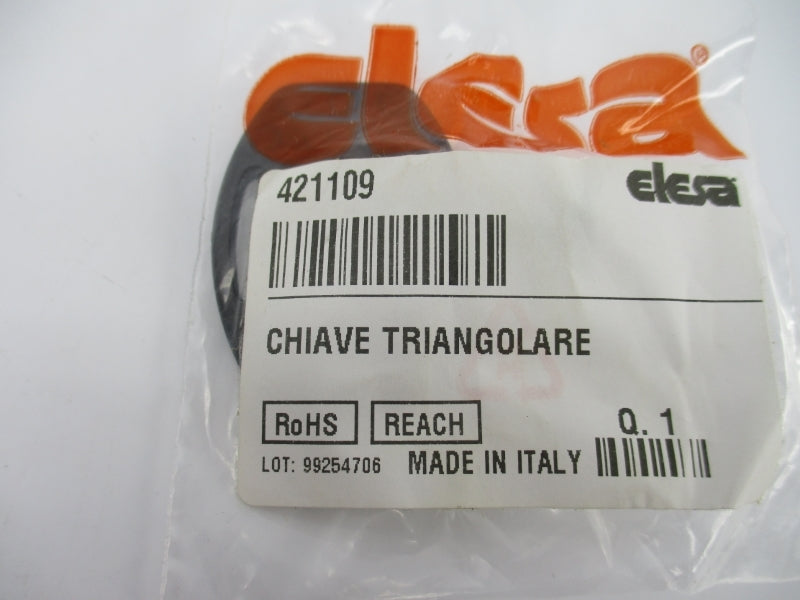 elesa®
421109
elesa
CHIAVE TRIANGOLARE
RoHS REACH
Q. 1
LOT: 99254706 MADE IN ITALY